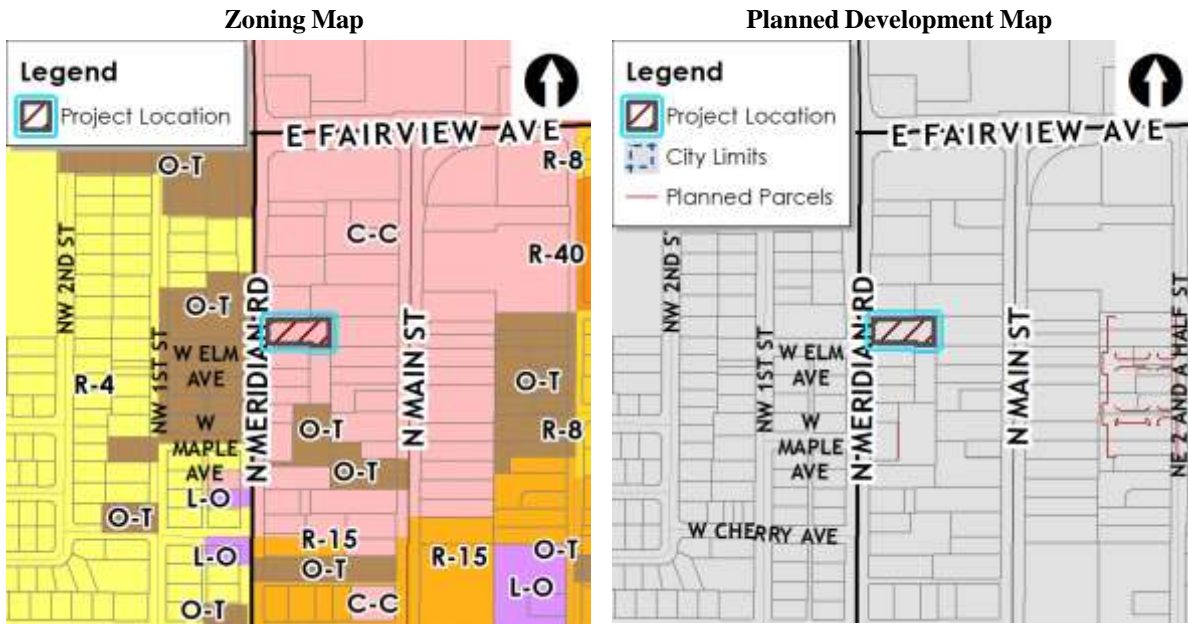 Zoning Map
Legend
Project Location
E FAIRVIEW AVE
R-8
O-T
C-C
R-40
NW 2ND ST
N MERIDIAN RD
O-T
NW 1ST ST
W ELM
AVE
N MAIN ST
R-4
O-T
W
MAPLE
AVE
O-T
R-8
O-T
L-O
O-T
R-15
L-O
O-T
R-15
O-T
L-O
C-C
O-T
Planned Development Map
Legend
Project Location
City Limits
Planned Parcels
E FAIRVIEW AVE
NW 2ND ST
N MERIDIAN RD
NW 1ST ST
W ELM
AVE
N MAIN ST
W
MAPLE
AVE
NE 2 AND A HALF ST
W CHERRY AVE